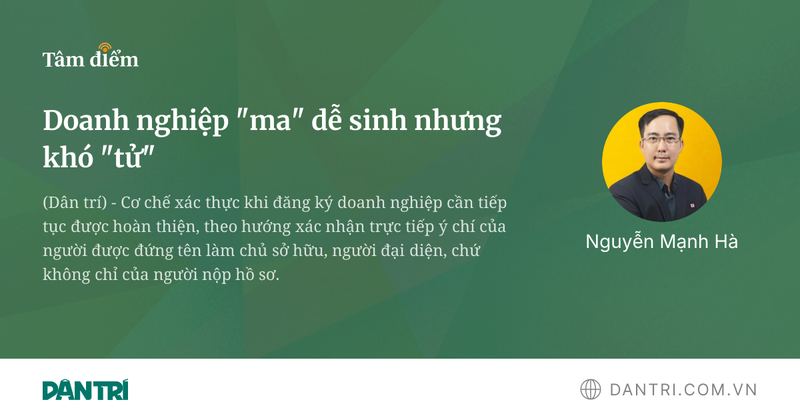 Tâm điểm
Doanh nghiệp "ma" dễ sinh nhưng
khó "tử"
(Dân trí) - Cơ chế xác thực khi đăng ký doanh nghiệp cần tiếp
tục được hoàn thiện, theo hướng xác nhận trực tiếp ý chí của
người được đứng tên làm chủ sở hữu, người đại diện, chứ
không chỉ của người nộp hồ sơ.
Nguyễn Mạnh Hà
DÂN TRÍ
DANTRI.COM.VN